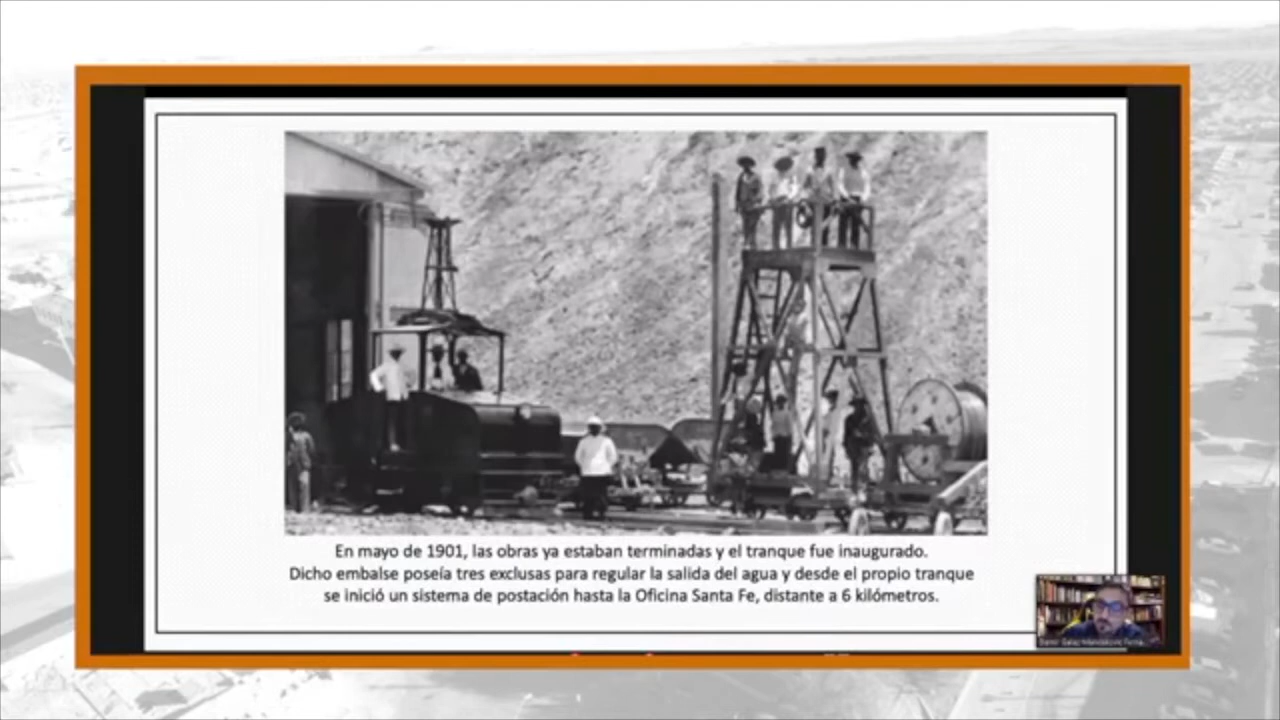 En mayo de 1901, las obras ya estaban terminadas y el tranque fue inaugurado.
Dicho embalse poseía tres exclusas para regular la salida del agua y desde el propio tranque
se inició un sistema de postación hasta la Oficina Santa Fe, distante a 6 kilómetros.